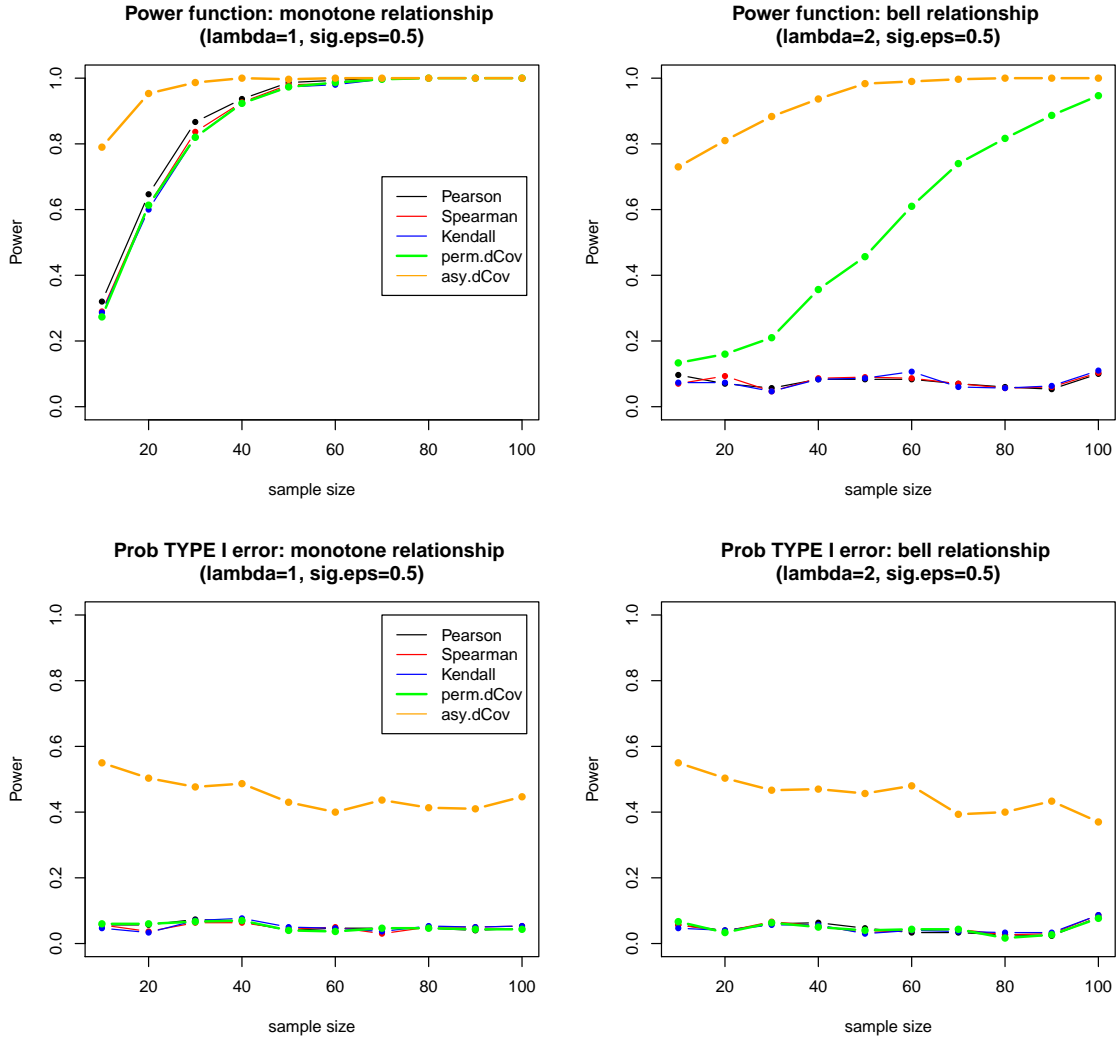 Power function: monotone relationship
(lambda=1, sig.eps=0.5)
Power
0.0
0.2
0.4
0.6
0.8
1.0
Pearson
Spearman
Kendall
perm.dCov
asy.dCov
20
40
60
80
100
sample size
Power function: bell relationship
(lambda=2, sig.eps=0.5)
Power
0.0
0.2
0.4
0.6
0.8
1.0
20
40
60
80
100
sample size
Prob TYPE I error: monotone relationship
(lambda=1, sig.eps=0.5)
Power
0.0
0.2
0.4
0.6
0.8
1.0
Pearson
Spearman
Kendall
perm.dCov
asy.dCov
20
40
60
80
100
sample size
Prob TYPE I error: bell relationship
(lambda=2, sig.eps=0.5)
Power
0.0
0.2
0.4
0.6
0.8
1.0
20
40
60
80
100
sample size